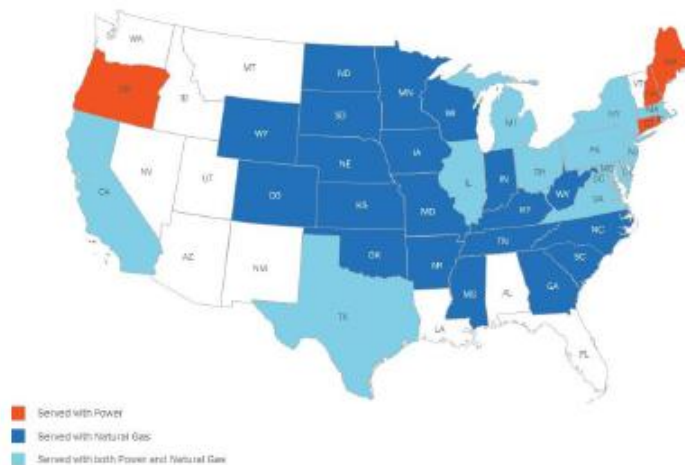 WA
MT
ND
MN
ID
SD
WI
MI
NY
VT
WY
IA
NE
PA
NV
UT
CO
IL
IN
OH
WV
VA
CA
KS
MO
KY
NC
TN
AZ
NM
OK
AR
SC
MS
AL
GA
TX
LA
FL
Served with Power
Served with Natural Gas
Served with both Power and Natural Gas